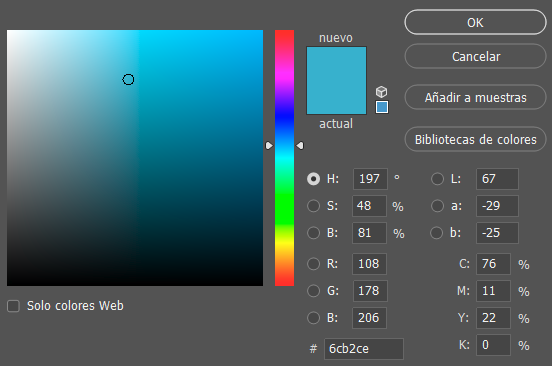 nuevo
actual
OK
Cancelar
Añadir a muestras
Bibliotecas de colores
H: 197 °
S: 48 %
B: 81 %
R: 108
G: 178
B: 206
# 6cb2ce
L: 67
a: -29
b: -25
C: 76 %
M: 11 %
Y: 22 %
K: 0 %
Solo colores Web